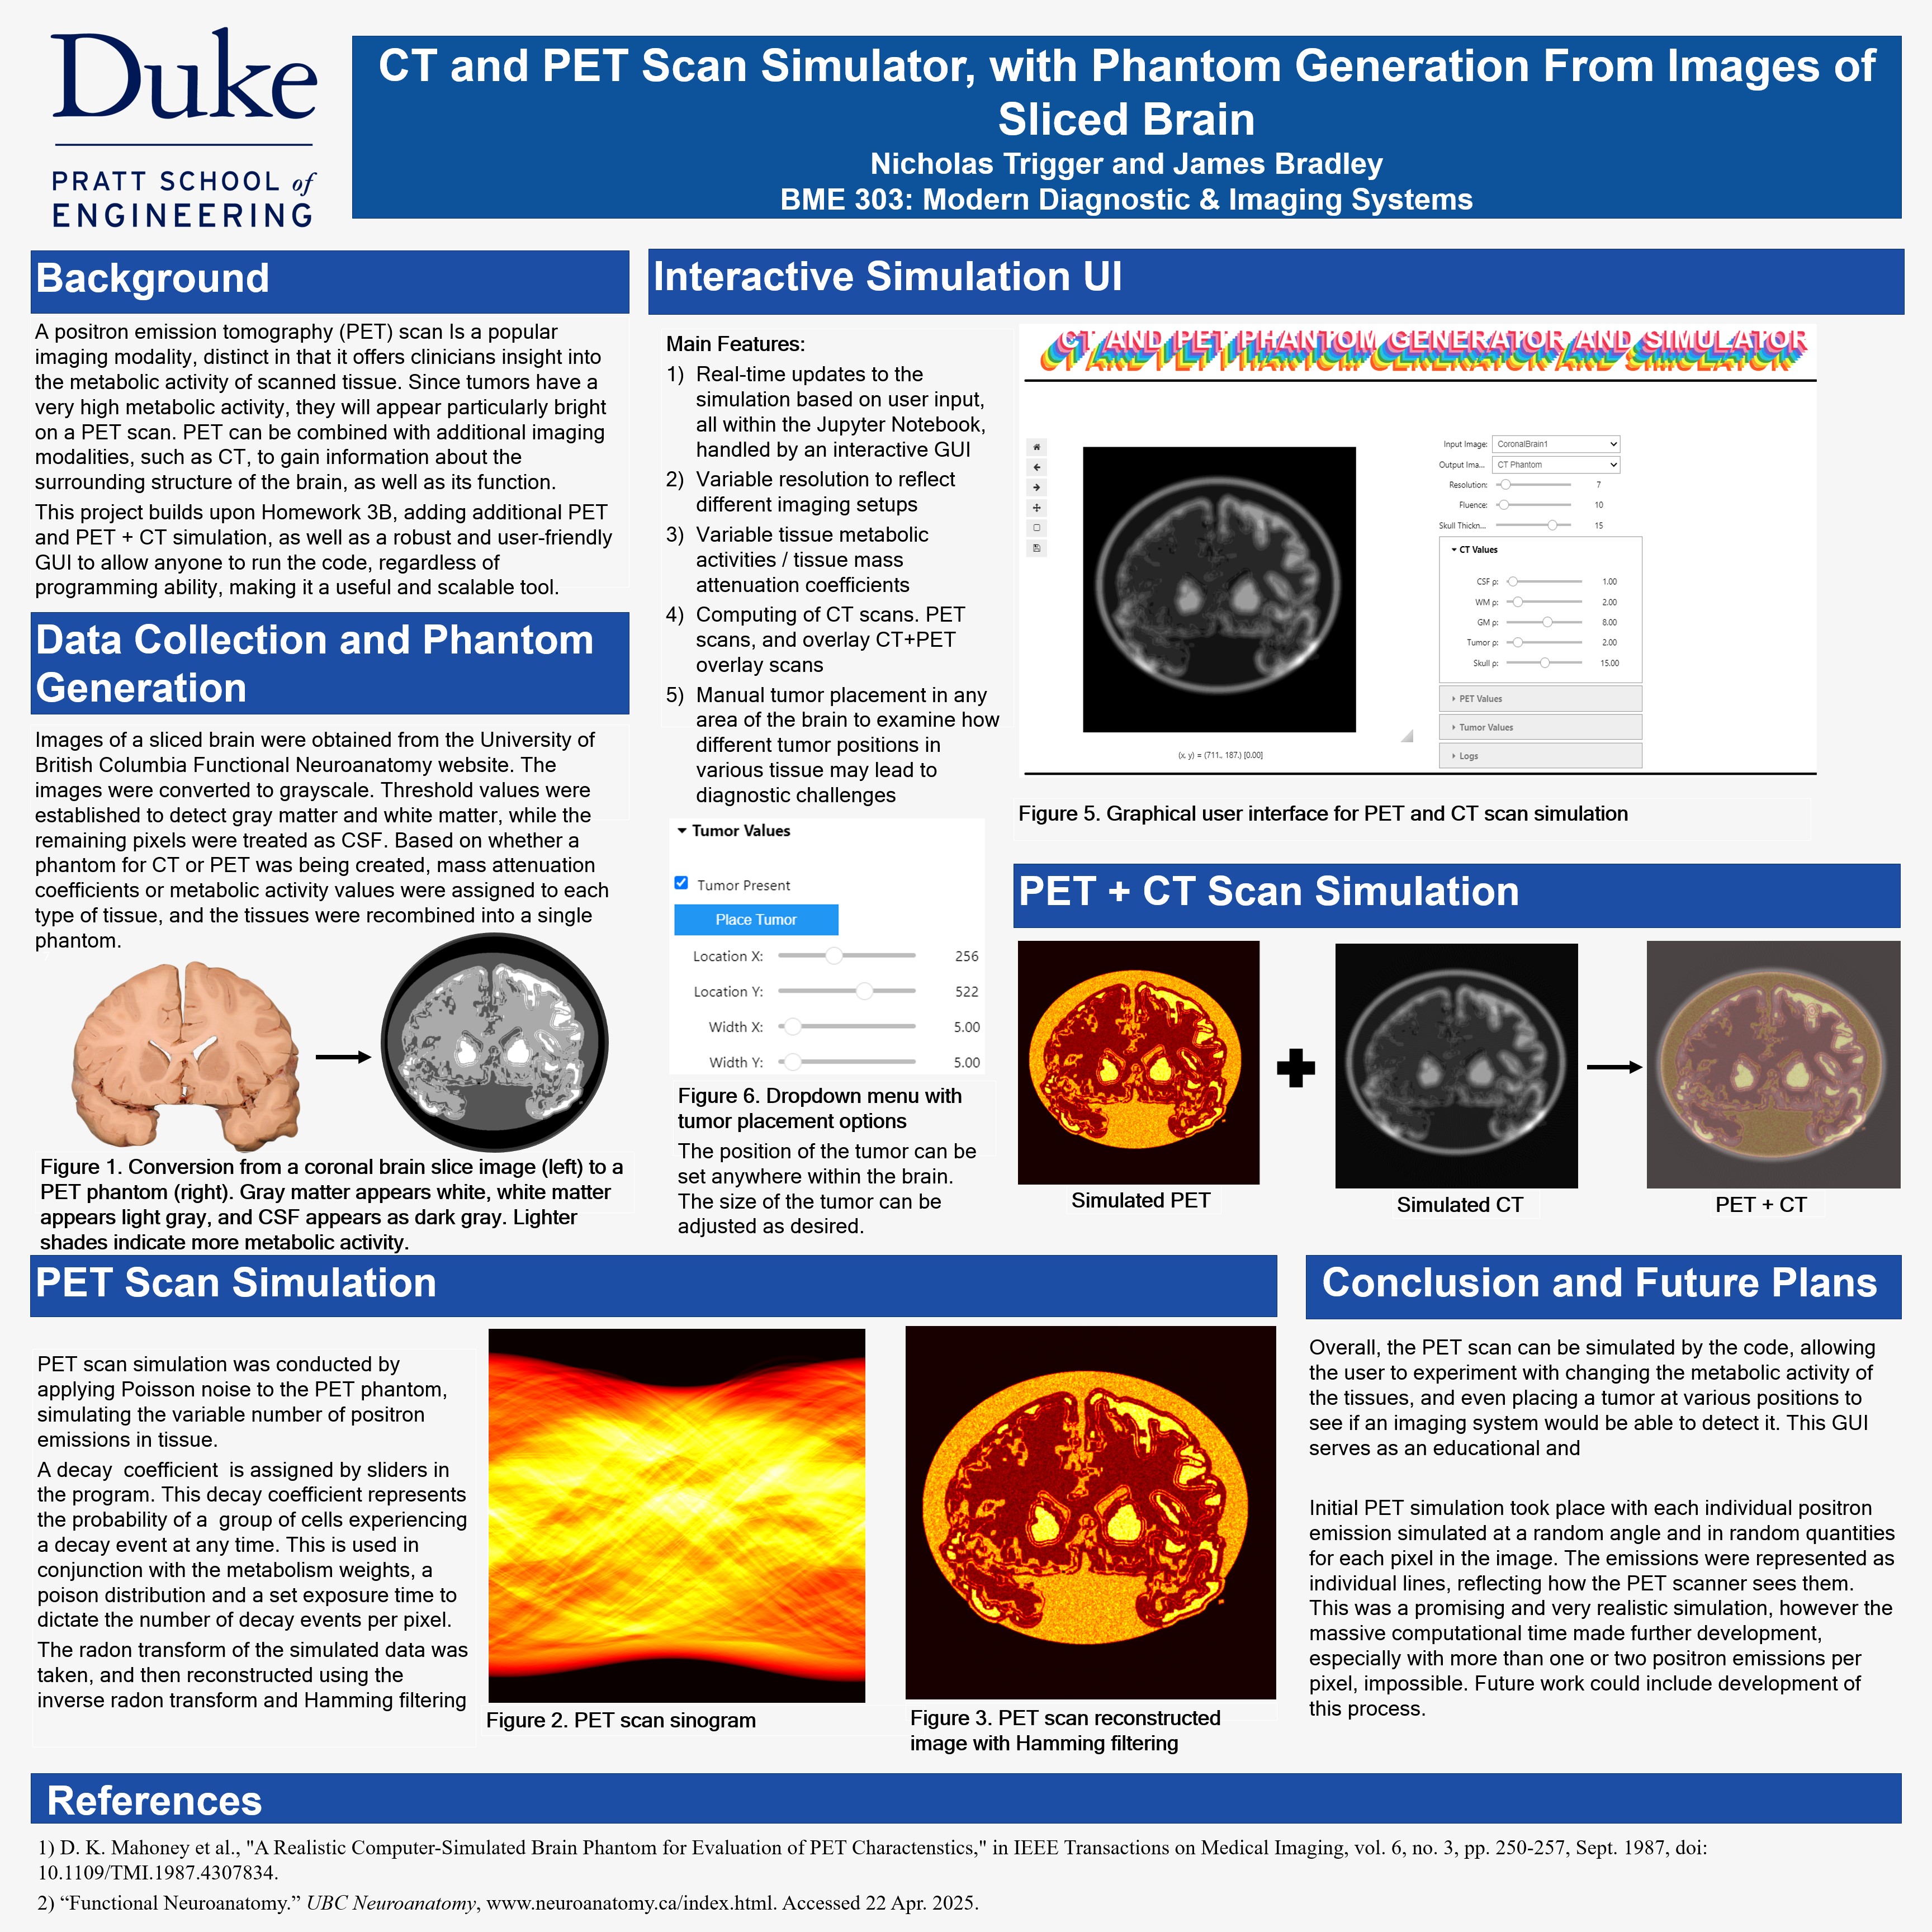 Duke
PRATT SCHOOL of
ENGINEERING
CT and PET Scan Simulator, with Phantom Generation From Images of
Sliced Brain
Nicholas Trigger and James Bradley
BME 303: Modern Diagnostic & Imaging Systems
Background
A positron emission tomography (PET) scan Is a popular
imaging modality, distinct in that it offers clinicians insight into
the metabolic activity of scanned tissue. Since tumors have a
very high metabolic activity, they will appear particularly bright
on a PET scan. PET can be combined with additional imaging
modalities, such as CT, to gain information about the
surrounding structure of the brain, as well as its function.
This project builds upon Homework 3B, adding additional PET
and PET + CT simulation, as well as a robust and user-friendly
GUI to allow anyone to run the code, regardless of
programming ability, making it a useful and scalable tool.
Data Collection and Phantom
Generation
Images of a sliced brain were obtained from the University of
British Columbia Functional Neuroanatomy website. The
images were converted to grayscale. Threshold values were
established to detect gray matter and white matter, while the
remaining pixels were treated as CSF. Based on whether a
phantom for CT or PET was being created, mass attenuation
coefficients or metabolic activity values were assigned to each
type of tissue, and the tissues were recombined into a single
phantom.
Figure 1. Conversion from a coronal brain slice image (left) to a
PET phantom (right). Gray matter appears white, white matter
appears light gray, and CSF appears as dark gray. Lighter
shades indicate more metabolic activity.
Interactive Simulation UI
Main Features:
1) Real-time updates to the
simulation based on user input,
all within the Jupyter Notebook,
handled by an interactive GUI
2) Variable resolution to reflect
different imaging setups
3) Variable tissue metabolic
activities / tissue mass
attenuation coefficients
4) Computing of CT scans. PET
scans, and overlay CT+PET
overlay scans
5) Manual tumor placement in any
area of the brain to examine how
different tumor positions in
various tissue may lead to
diagnostic challenges
Tumor Values
Tumor Present
Place Tumor
Location X: 256
Location Y: 522
Width X: 5.00
Width Y: 5.00
Figure 6. Dropdown menu with
tumor placement options
The position of the tumor can be
set anywhere within the brain.
The size of the tumor can be
adjusted as desired.
CT AND PET PHANTOM GENERATOR AND SIMULATOR
Input Image: CoronalBrain1
Output Ima... CT Phantom
Resolution: 7
Fluence: 10
Skull Thickn... 15
CT Values
CSF ρ: 1.00
WM ρ: 2.00
GM ρ: 8.00
Tumor ρ: 2.00
Skull ρ: 15.00
PET Values
Tumor Values
Logs
(x, y) = (711., 187.) [0.00]
Figure 5. Graphical user interface for PET and CT scan simulation
PET + CT Scan Simulation
Simulated PET
Simulated CT
PET + CT
PET Scan Simulation
PET scan simulation was conducted by
applying Poisson noise to the PET phantom,
simulating the variable number of positron
emissions in tissue.
A decay coefficient is assigned by sliders in
the program. This decay coefficient represents
the probability of a group of cells experiencing
a decay event at any time. This is used in
conjunction with the metabolism weights, a
poison distribution and a set exposure time to
dictate the number of decay events per pixel.
The radon transform of the simulated data was
taken, and then reconstructed using the
inverse radon transform and Hamming filtering
Figure 2. PET scan sinogram
Figure 3. PET scan reconstructed
image with Hamming filtering
Conclusion and Future Plans
Overall, the PET scan can be simulated by the code, allowing
the user to experiment with changing the metabolic activity of
the tissues, and even placing a tumor at various positions to
see if an imaging system would be able to detect it. This GUI
serves as an educational and
Initial PET simulation took place with each individual positron
emission simulated at a random angle and in random quantities
for each pixel in the image. The emissions were represented as
individual lines, reflecting how the PET scanner sees them.
This was a promising and very realistic simulation, however the
massive computational time made further development,
especially with more than one or two positron emissions per
pixel, impossible. Future work could include development of
this process.
References
1) D. K. Mahoney et al., "A Realistic Computer-Simulated Brain Phantom for Evaluation of PET Charactenstics," in IEEE Transactions on Medical Imaging, vol. 6, no. 3, pp. 250-257, Sept. 1987, doi:
10.1109/TMI.1987.4307834.
2) “Functional Neuroanatomy.” UBC Neuroanatomy, www.neuroanatomy.ca/index.html. Accessed 22 Apr. 2025.